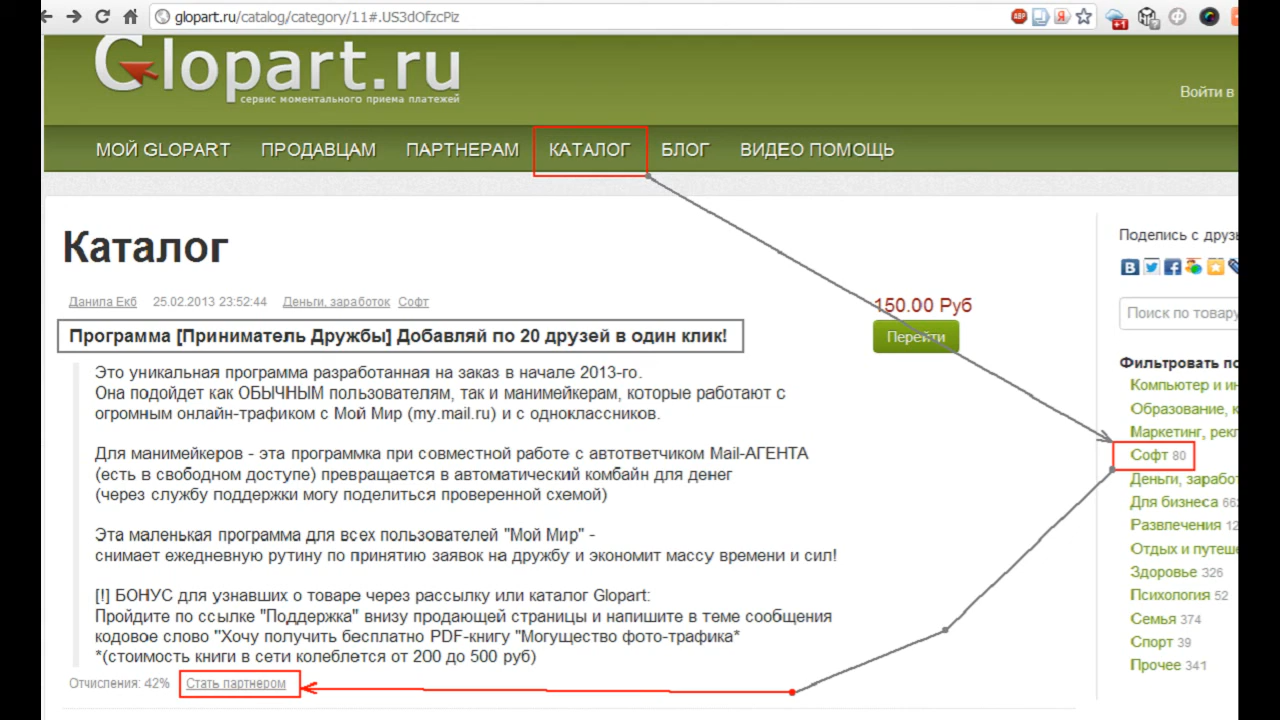 glopart.ru/catalog/category/11#.US3dOfzcPiz
ABP
Я
+1
?
Glopart.ru
сервис моментального приема платежей
Войти в
МОЙ GLOPART ПРОДАВЦАМ ПАРТНЕРАМ КАТАЛОГ БЛОГ ВИДЕО ПОМОЩЬ
Каталог
Данила Екб 25.02.2013 23:52:44 Деньги, заработок Софт
150.00 Руб
Программа [Приниматель Дружбы] Добавляй по 20 друзей в один клик!
Перейти
Это уникальная программа разработанная на заказ в начале 2013-го.
Она подойдет как ОБЫЧНЫМ пользователям, так и манимейкерам, которые работают с
огромным онлайн-трафиком с Мой Мир (my.mail.ru) и с одноклассников.
Для манимейкеров - эта программка при совместной работе с автоответчиком Mail-АГЕНТА
(есть в свободном доступе) превращается в автоматический комбайн для денег
(через службу поддержки могу поделиться проверенной схемой)
Эта маленькая программа для всех пользователей "Мой Мир" -
снимает ежедневную рутину по принятию заявок на дружбу и экономит массу времени и сил!
[!] БОНУС для узнавших о товаре через рассылку или каталог Glopart:
Пройдите по ссылке "Поддержка" внизу продающей страницы и напишите в теме сообщения
кодовое слово "Хочу получить бесплатно PDF-книгу "Могущество фото-трафика*
*(стоимость книги в сети колеблется от 200 до 500 руб)
Отчисления: 42% Стать партнером
Поделись с друзь
В
Поиск по товару
Фильтровать по
Компьютер и ин
Образование, к
Маркетинг, рекл
Софт 80
Деньги, заработ
Для бизнеса 66
Развлечения 12
Отдых и путеше
Здоровье 326
Психология 52
Семья 374
Спорт 39
Прочее 341